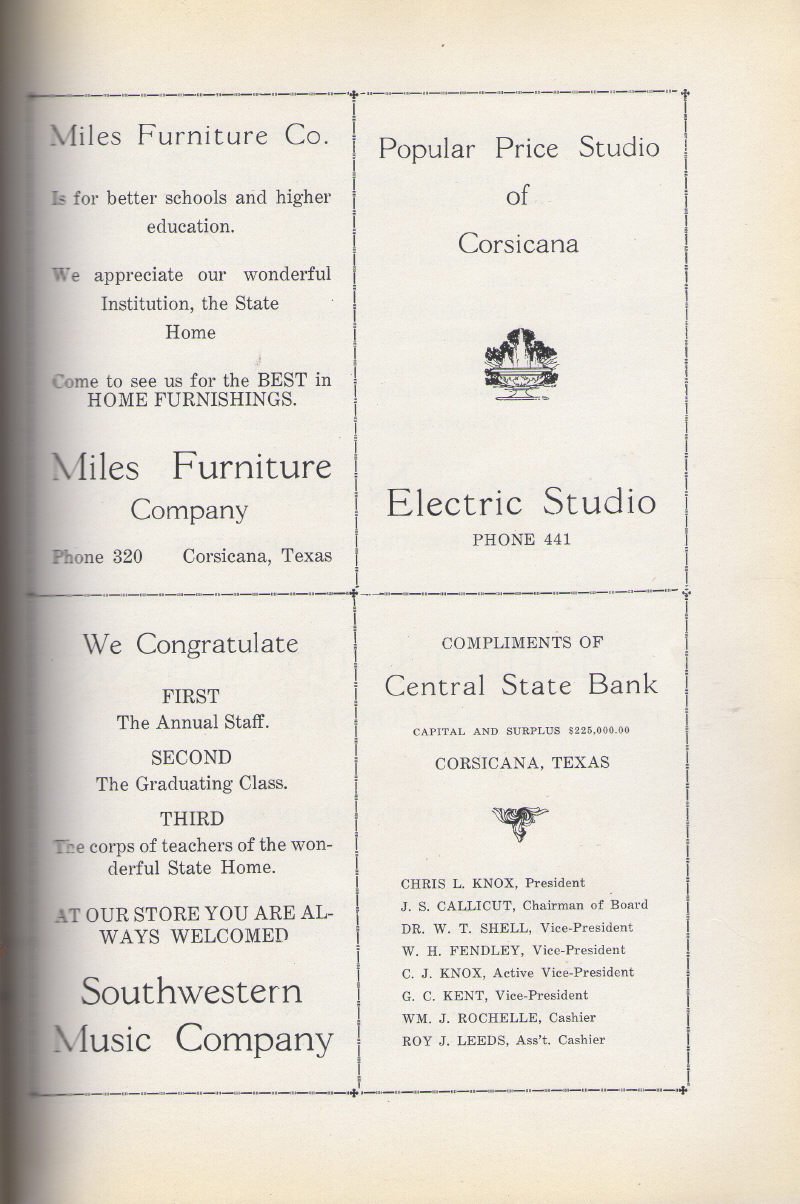 Miles Furniture Co.
Is for better schools and higher
education.
We appreciate our wonderful
Institution, the State
Home
Come to see us for the BEST in
HOME FURNISHINGS.
Miles Furniture
Company
Phone 320 Corsicana, Texas
Popular Price Studio
of
Corsicana
Electric Studio
PHONE 441
We Congratulate
FIRST
The Annual Staff.
SECOND
The Graduating Class.
THIRD
The corps of teachers of the won-
derful State Home.
AT OUR STORE YOU ARE AL-
WAYS WELCOMED
Southwestern
Music Company
COMPLIMENTS OF
Central State Bank
CAPITAL AND SURPLUS $225,000.00
CORSICANA, TEXAS
CHRIS L. KNOX, President
J. S. CALLICUT, Chairman of Board
DR. W. T. SHELL, Vice-President
W. H. FENDLEY, Vice-President
C. J. KNOX, Active Vice-President
G. C. KENT, Vice-President
WM. J. ROCHELLE, Cashier
ROY J. LEEDS, Ass't. Cashier